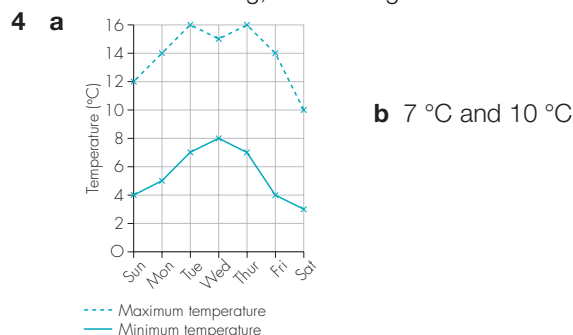 4 a
16
14
12
10
8
6
4
2
0
Temperature (°C)
Sun Mon Tue Wed Thur Fri Sat
Maximum temperature
Minimum temperature
b 7 °C and 10 °C